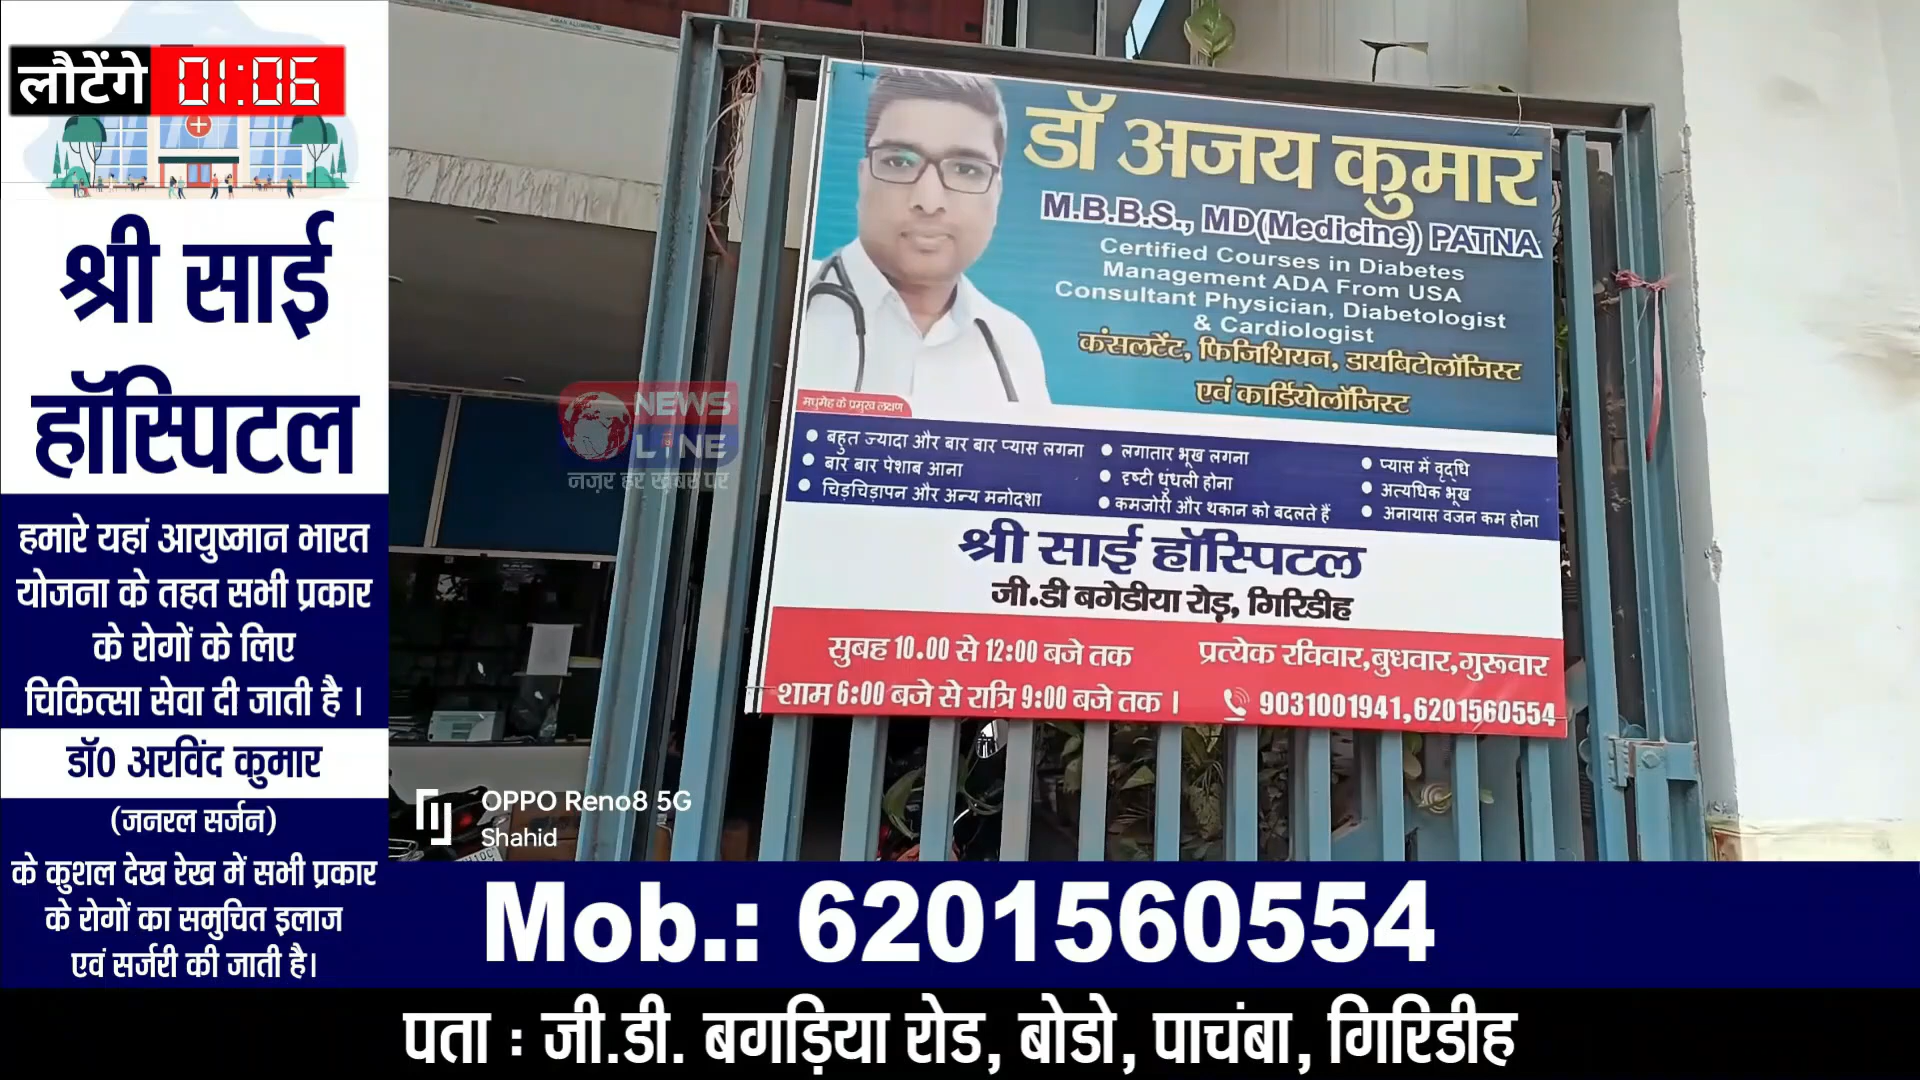 लौटेंगे 01:06
श्री साई
हॉस्पिटल
हमारे यहां आयुष्मान भारत
योजना के तहत सभी प्रकार
के रोगों के लिए
चिकित्सा सेवा दी जाती है ।
डॉ0 अरविंद कुमार
(जनरल सर्जन)
के कुशल देख रेख में सभी प्रकार
के रोगों का समुचित इलाज
एवं सर्जरी की जाती है।
डॉ अजय कुमार
M.B.B.S., MD(Medicine) PATNA
Certified Courses in Diabetes
Management ADA From USA
Consultant Physician, Diabetologist
& Cardiologist
कंसलटेंट, फिजिशियन, डायबिटोलॉजिस्ट
एवं कार्डियोलॉजिस्ट
मधुमेह के प्रमुख लक्षण
बहुत ज्यादा और बार बार प्यास लगना
बार बार पेशाब आना
चिड़चिड़ापन और अन्य मनोदशा
लगातार भूख लगना
दृष्टी धुंधली होना
कमजोरी और थकान को बदलते हैं
प्यास में वृद्धि
अत्यधिक भूख
अनायास वजन कम होना
श्री साई हॉस्पिटल
जी.डी बगेडीया रोड़, गिरिडीह
सुबह 10.00 से 12:00 बजे तक
शाम 6:00 बजे से रात्रि 9:00 बजे तक ।
प्रत्येक रविवार,बुधवार,गुरूवार
9031001941,6201560554
NEWS
LINE
नज़र हर खबर पर
OPPO Reno8 5G
Shahid
Mob.: 6201560554
पता : जी.डी. बगड़िया रोड, बोडो, पाचंबा, गिरिडीह